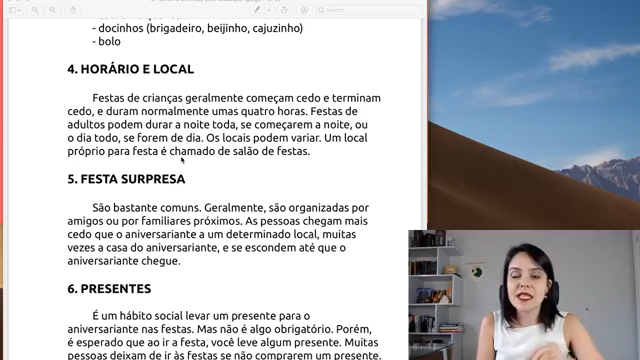 - docinhos (brigadeiro, beijinho, cajuzinho)
- bolo
4. HORÁRIO E LOCAL
Festas de crianças geralmente começam cedo e terminam
cedo, e duram normalmente umas quatro horas. Festas de
adultos podem durar a noite toda, se começarem a noite, ou
o dia todo, se forem de dia. Os locais podem variar. Um local
próprio para festa é chamado de salão de festas.
5. FESTA SURPRESA
São bastante comuns. Geralmente, são organizadas por
amigos ou por familiares próximos. As pessoas chegam mais
cedo que o aniversariante a um determinado local, muitas
vezes a casa do aniversariante, e se escondem até que o
aniversariante chegue.
6. PRESENTES
É um hábito social levar um presente para o
aniversariante nas festas. Mas não é algo obrigatório. Porém,
é esperado que ao ir a festa, você leve algum presente. Muitas
pessoas deixam de ir às festas se não comprarem um presente.